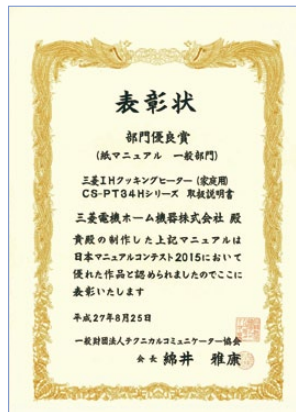 表彰状
部門優良賞
(紙マニュアル 一般部門)
三菱IHクッキングヒーター (家庭用)
CS-PT34Hシリーズ 取扱説明書
三菱電機ホーム機器株式会社 殿
貴殿の制作した上記マニュアルは
日本マニュアルコンテスト2015において
優れた作品と認められましたのでここに
表彰いたします
平成27年8月25日
一般財団法人テクニカルコミュニケーター協会
会長 綿井 雅康